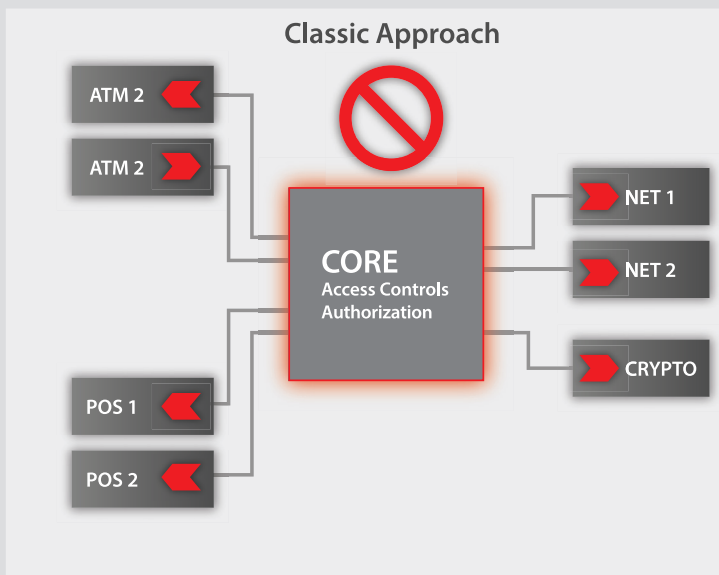 Classic Approach
ATM 2
ATM 2
NET 1
CORE
Access Controls
Authorization
NET 2
CRYPTO
POS 1
POS 2